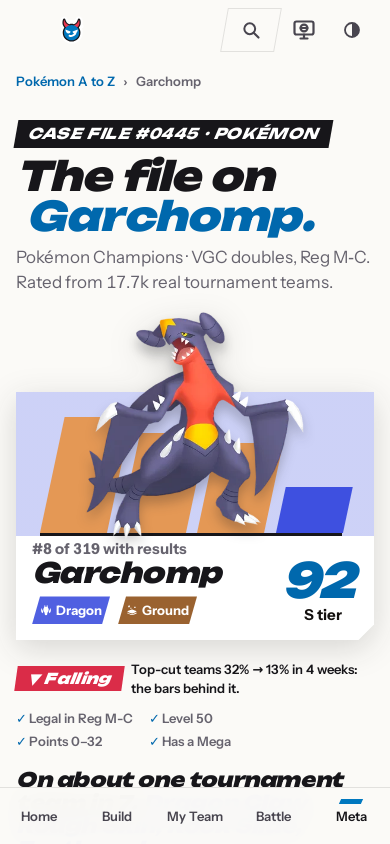 Pokémon A to Z › Garchomp
CASE FILE #0445 · POKÉMON
The file on
Garchomp.
Pokémon Champions · VGC doubles, Reg M-C.
Rated from 17.7k real tournament teams.
#8 of 319 with results
Garchomp
92
Dragon
Ground
S tier
▼ Falling
Top-cut teams 32% → 13% in 4 weeks:
the bars behind it.
✓ Legal in Reg M-C
✓ Level 50
✓ Points 0–32
✓ Has a Mega
On about one tournament
Home
Build
My Team
Battle
Meta